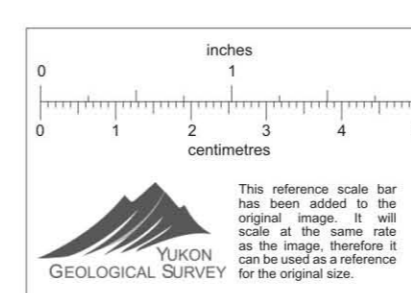 inches
0 1
0 1 2 3 4
centimetres
This reference scale bar
has been added to the
original image. It will
scale at the same rate
as the image, therefore it
can be used as a reference
for the original size.
YUKON
GEOLOGICAL SURVEY